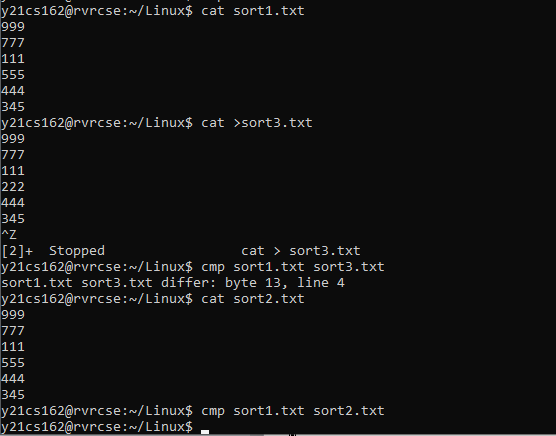 y21cs162@rvrcse:~/Linux$ cat sort1.txt
999
777
111
555
444
345
y21cs162@rvrcse:~/Linux$ cat >sort3.txt
999
777
111
222
444
345
^Z
[2]+  Stopped                 cat > sort3.txt
y21cs162@rvrcse:~/Linux$ cmp sort1.txt sort3.txt
sort1.txt sort3.txt differ: byte 13, line 4
y21cs162@rvrcse:~/Linux$ cat sort2.txt
999
777
111
555
444
345
y21cs162@rvrcse:~/Linux$ cmp sort1.txt sort2.txt
y21cs162@rvrcse:~/Linux$